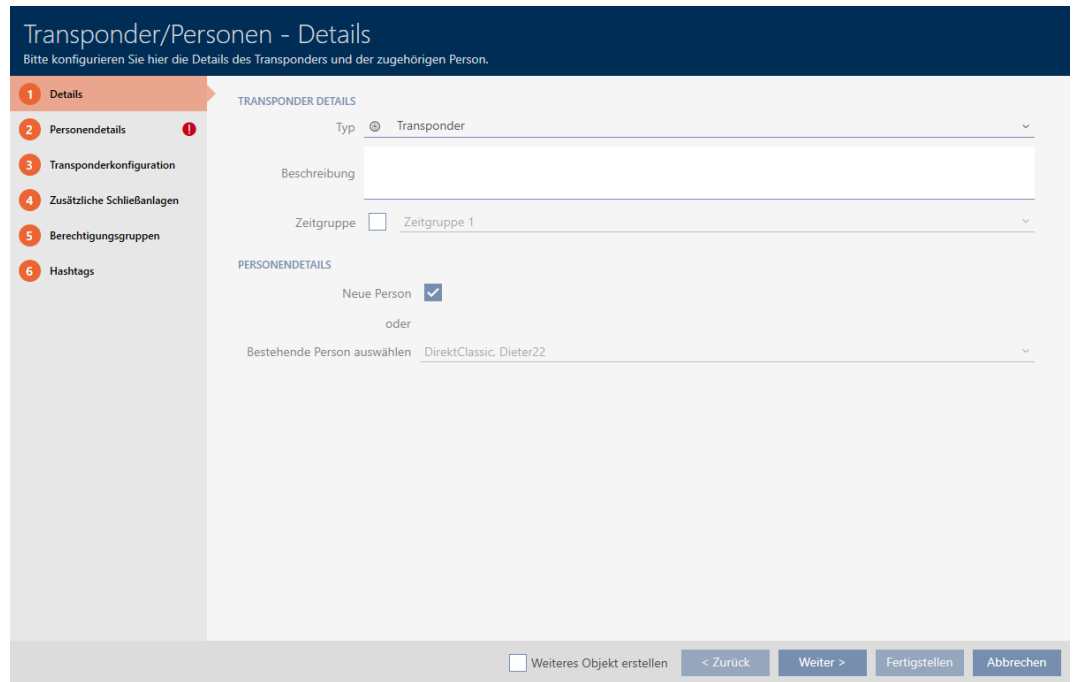 Transponder/Personen - Details
Bitte konfigurieren Sie hier die Details des Transponders und der zugehörigen Person.
1 Details
2 Personendetails
3 Transponderkonfiguration
4 Zusätzliche Schließanlagen
5 Berechtigungsgruppen
6 Hashtags
TRANSPONDER DETAILS
Typ Transponder
Beschreibung
Zeitgruppe Zeitgruppe 1
PERSONENDETAILS
Neue Person
oder
Bestehende Person auswählen DirektClassic, Dieter22
Weiteres Objekt erstellen < Zurück Weiter > Fertigstellen Abbrechen